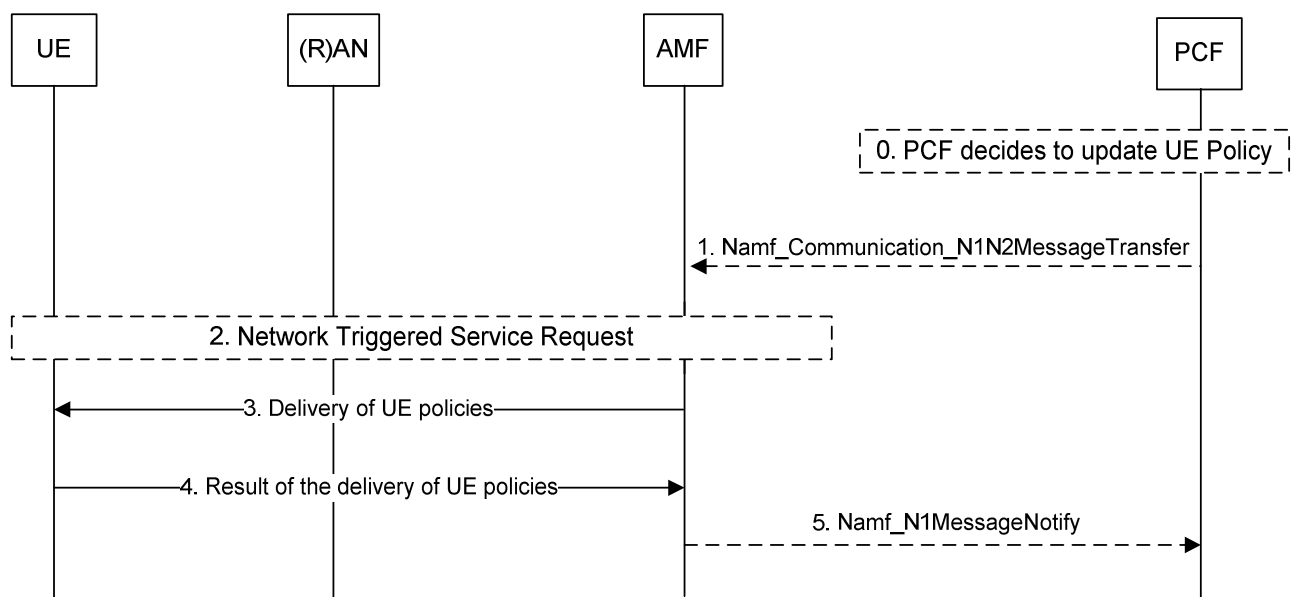 UE
(R)AN
AMF
PCF
0. PCF decides to update UE Policy
1. Namf_Communication_N1N2MessageTransfer
2. Network Triggered Service Request
3. Delivery of UE policies
4. Result of the delivery of UE policies
5. Namf_N1MessageNotify